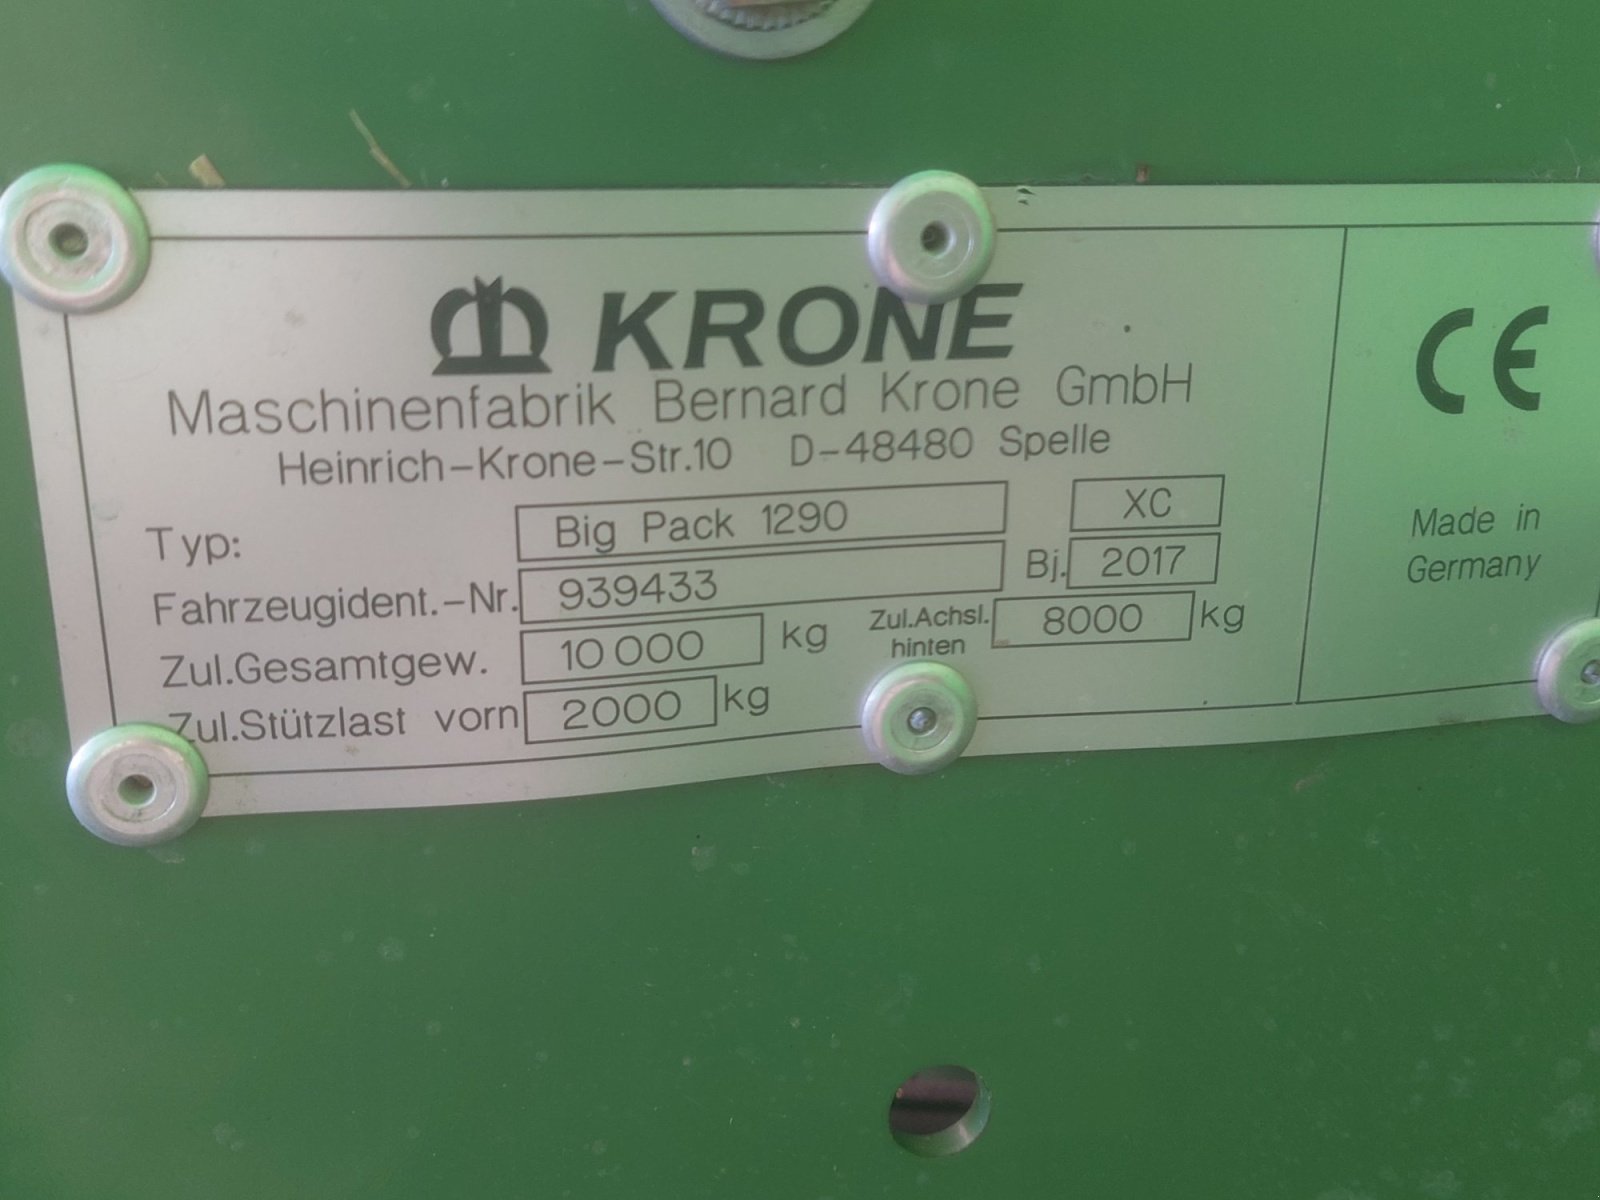 KRONE
Maschinenfabrik Bernard Krone GmbH
Heinrich-Krone-Str.10 D-48480 Spelle
Typ: Big Pack 1290 XC
Fahrzeugident.-Nr. 939433 Bj. 2017
Zul.Gesamtgew. 10 000 kg Zul.Achsl. hinten 8000 kg
Zul.Stützlast vorn 2000 kg
CE
Made in
Germany